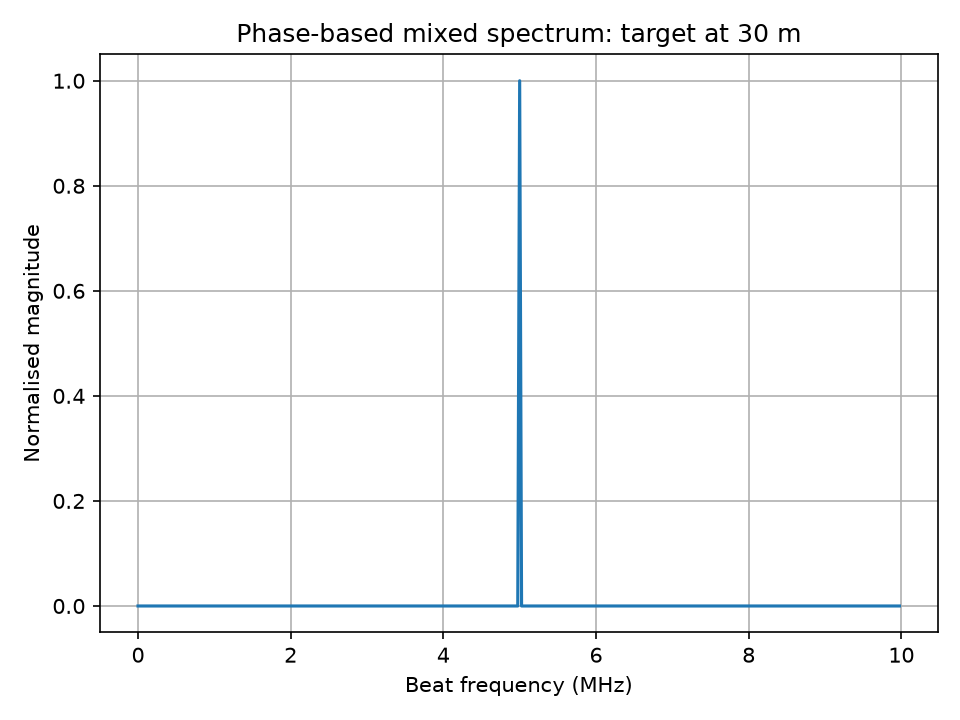 Phase-based mixed spectrum: target at 30 m
1.0
0.8
0.6
0.4
0.2
0.0
Normalised magnitude
0 2 4 6 8 10
Beat frequency (MHz)